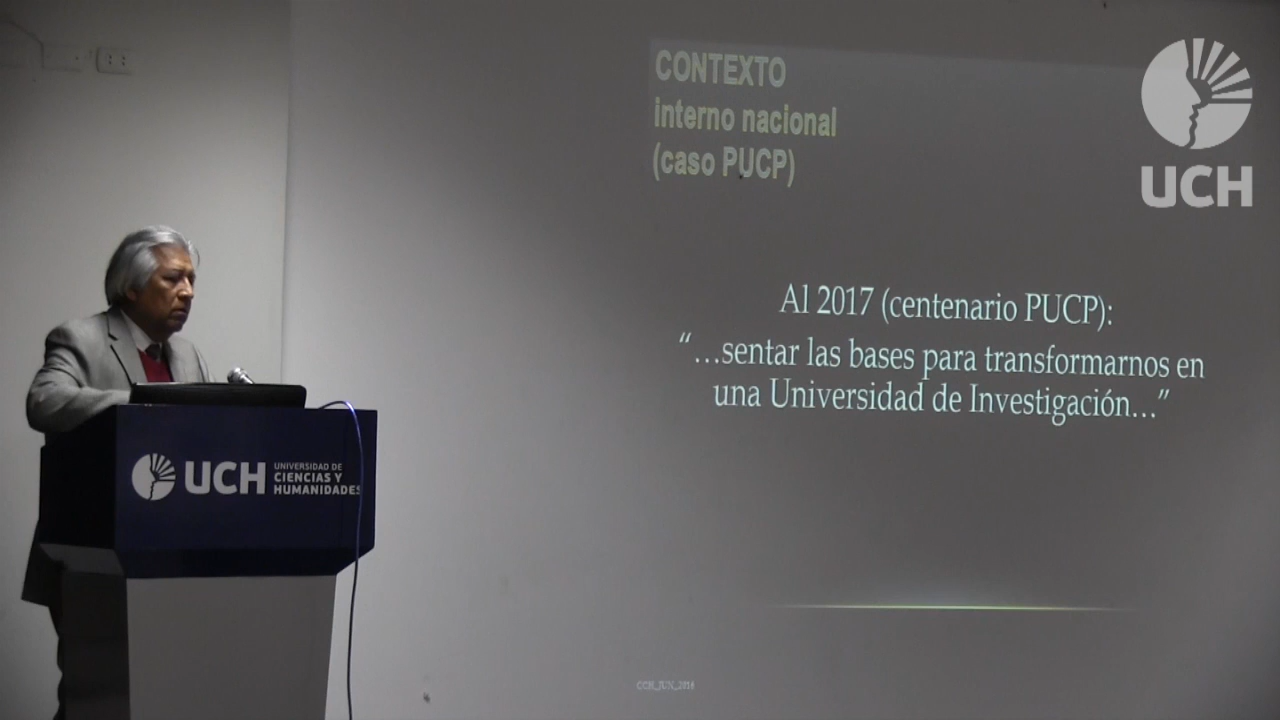 CONTEXTO
interno nacional
(caso PUCP)
UCH
Al 2017 (centenario PUCP):
“…sentar las bases para transformarnos en
una Universidad de Investigación…”
UCH
UNIVERSIDAD DE
CIENCIAS Y
HUMANIDADES
CCH_JUN_2014